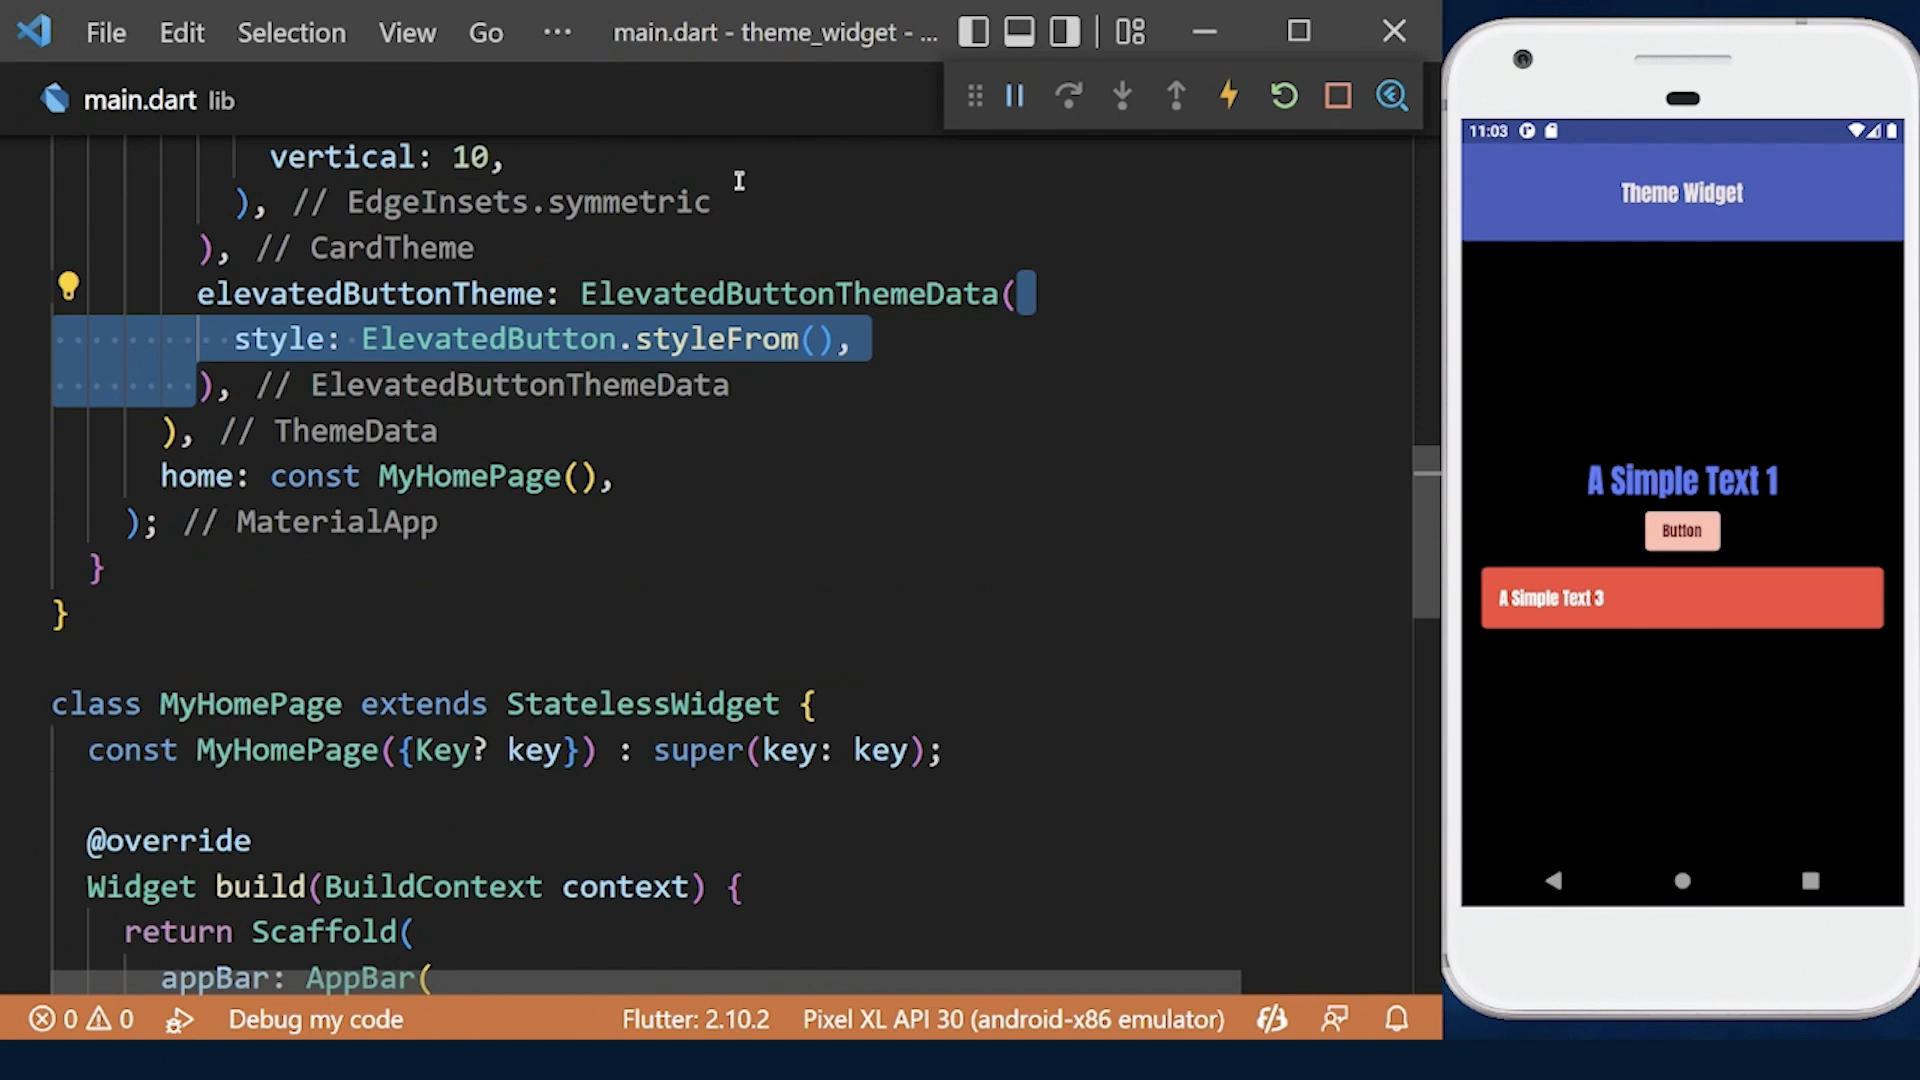 File Edit Selection View Go ··· main.dart - theme_widget - ...
main.dart lib
vertical: 10,
), // EdgeInsets.symmetric
), // CardTheme
elevatedButtonTheme: ElevatedButtonThemeData(
style: ElevatedButton.styleFrom(),
), // ElevatedButtonThemeData
), // ThemeData
home: const MyHomePage(),
); // MaterialApp
}
}
class MyHomePage extends StatelessWidget {
const MyHomePage({Key? key}) : super(key: key);
@override
Widget build(BuildContext context) {
return Scaffold(
appBar: AppBar(
0 0 Debug my code Flutter: 2.10.2 Pixel XL API 30 (android-x86 emulator)
11:03
Theme Widget
A Simple Text 1
Button
A Simple Text 3